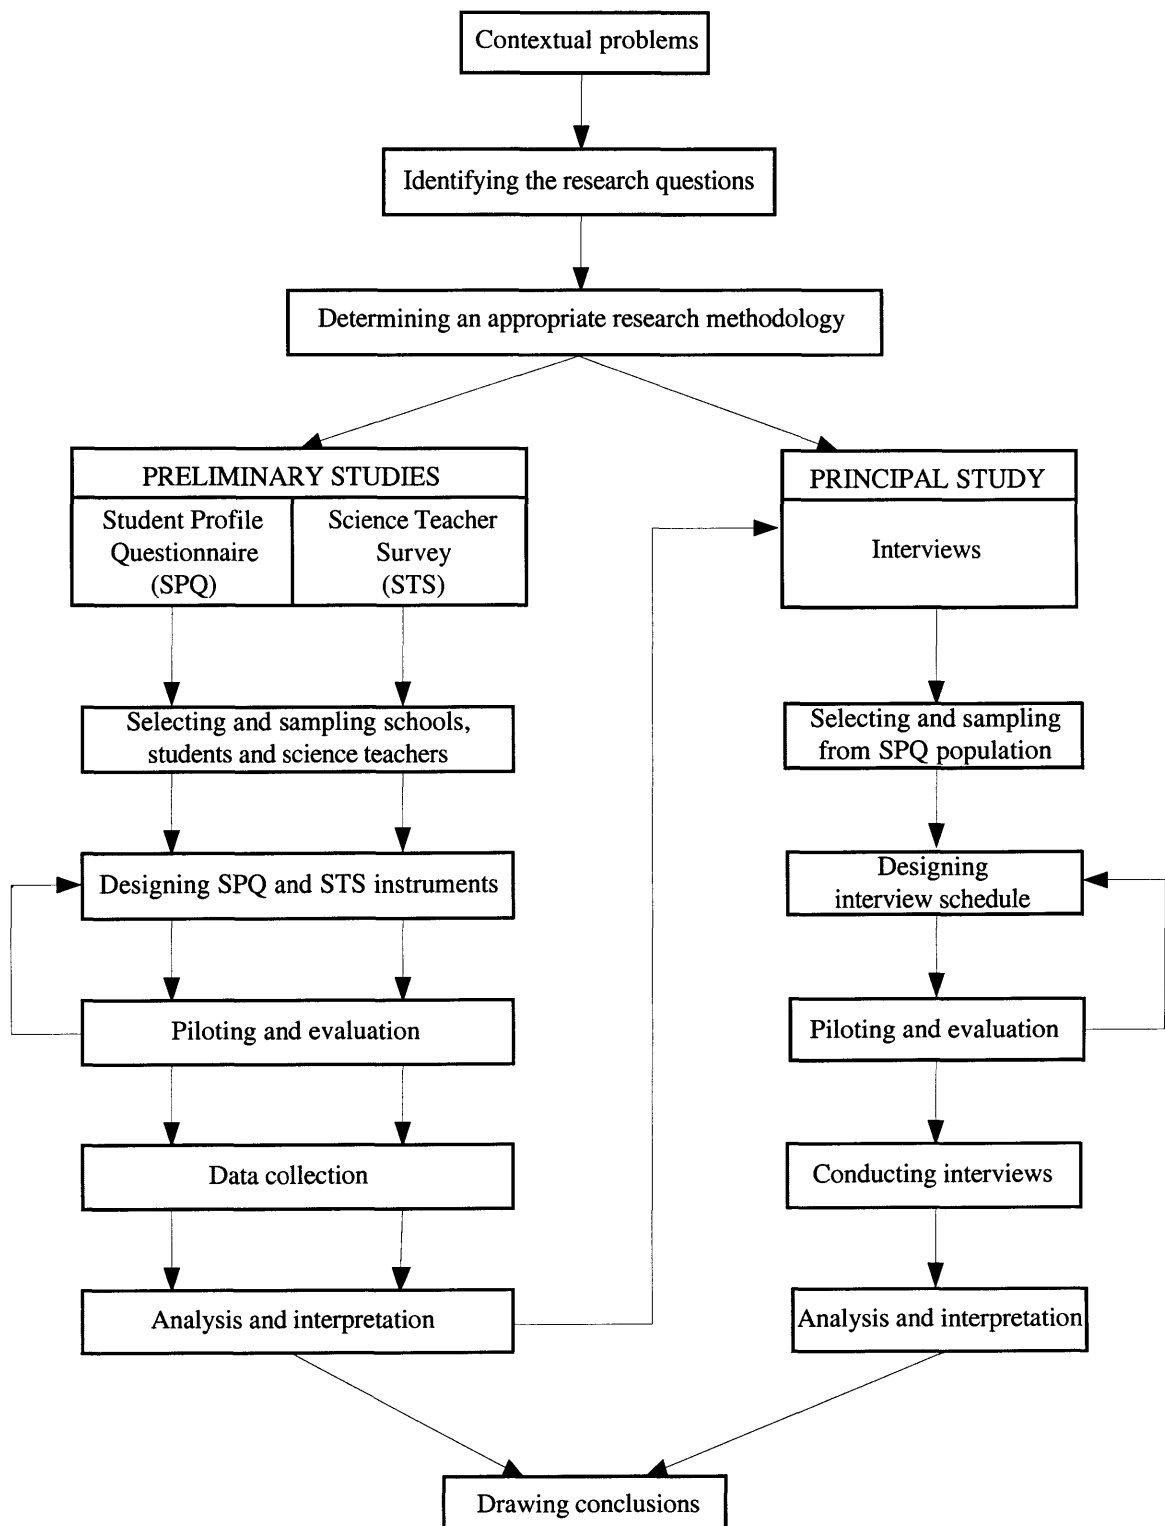 Contextual problems
Identifying the research questions
Determining an appropriate research methodology
PRELIMINARY STUDIES
Student Profile
Questionnaire
(SPQ)
Science Teacher
Survey
(STS)
Selecting and sampling schools,
students and science teachers
Designing SPQ and STS instruments
Piloting and evaluation
Data collection
Analysis and interpretation
PRINCIPAL STUDY
Interviews
Selecting and sampling
from SPQ population
Designing
interview schedule
Piloting and evaluation
Conducting interviews
Analysis and interpretation
Drawing conclusions